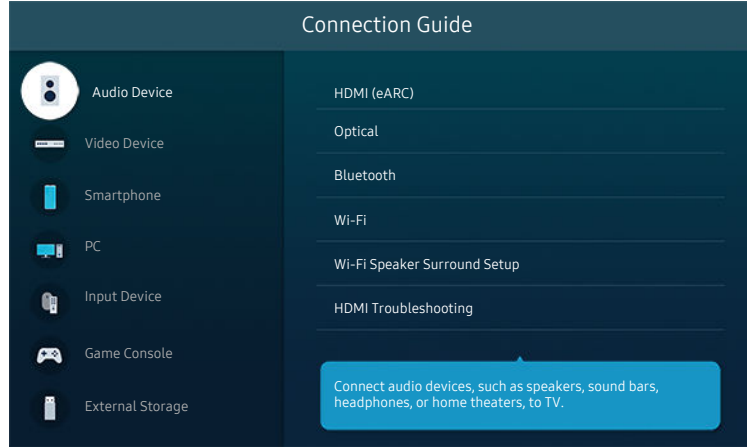 Connection Guide
Audio Device
Video Device
Smartphone
PC
Input Device
Game Console
External Storage
HDMI (eARC)
Optical
Bluetooth
Wi-Fi
Wi-Fi Speaker Surround Setup
HDMI Troubleshooting
Connect audio devices, such as speakers, sound bars,
headphones, or home theaters, to TV.